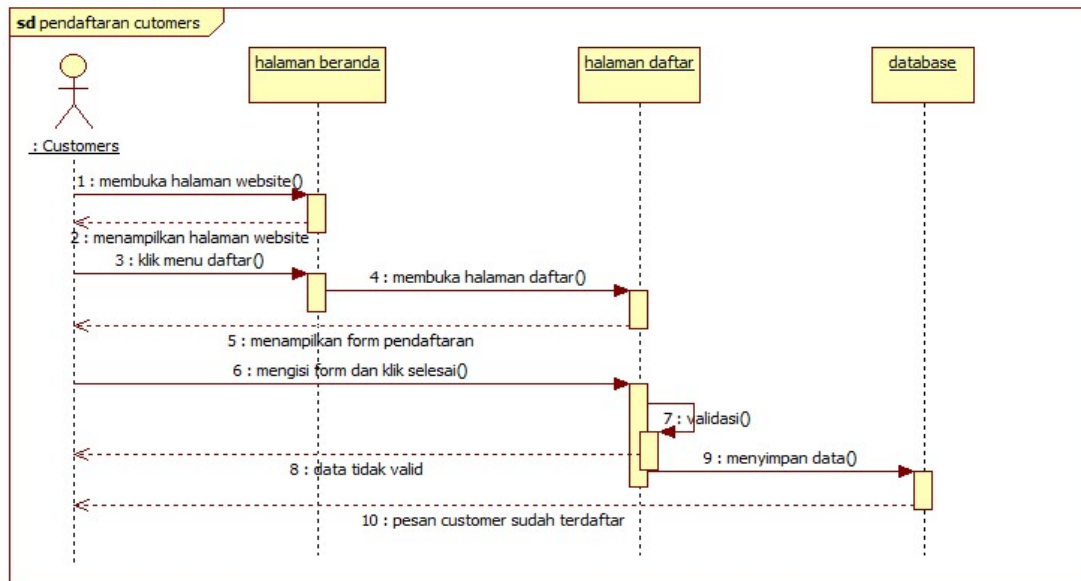 sd pendaftaran cutomers
halaman beranda
halaman daftar
database
: Customers
1 : membuka halaman website()
2 : menampilkan halaman website
3 : klik menu daftar()
4 : membuka halaman daftar()
5 : menampilkan form pendaftaran
6 : mengisi form dan klik selesai()
7 : validasi()
8 : data tidak valid
9 : menyimpan data()
10 : pesan customer sudah terdaftar